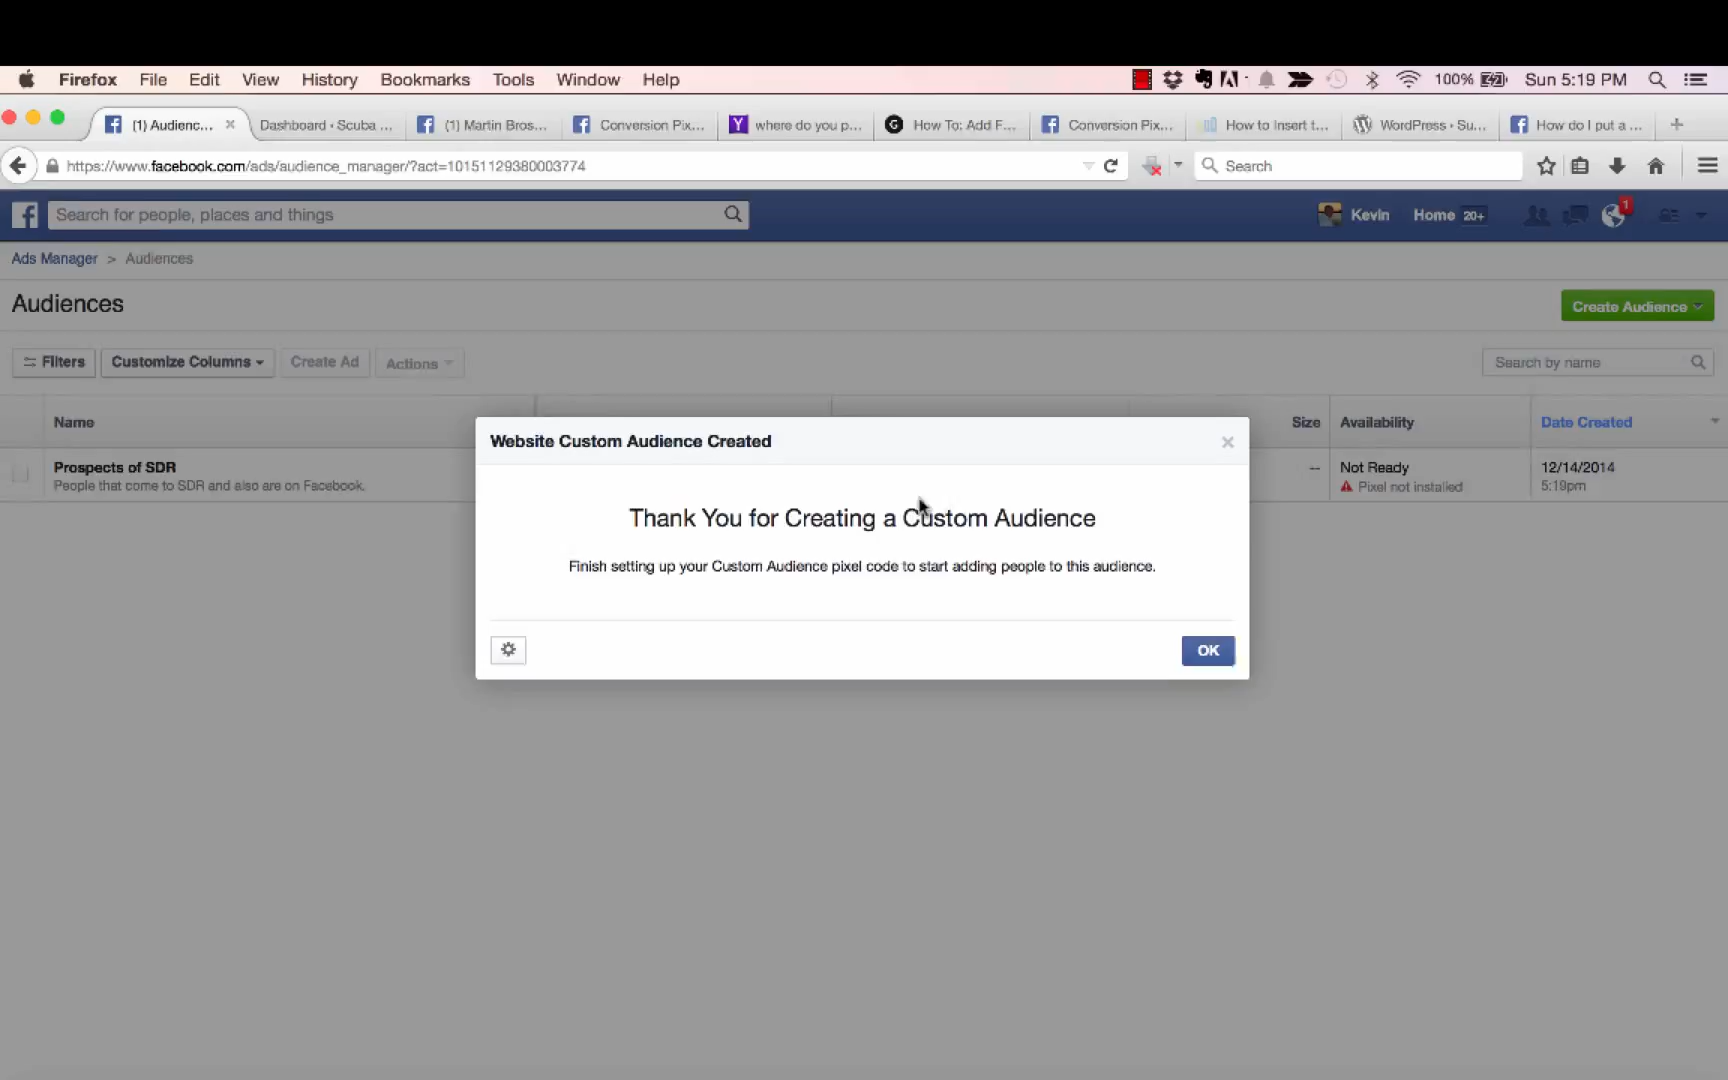 Firefox File Edit View History Bookmarks Tools Window Help 100% Sun 5:19 PM
(1) Audienc... Dashboard ‹ Scuba ... (1) Martin Bros... Conversion Pix... where do you p... How To: Add F... Conversion Pix... How to Insert t... WordPress › Su... How do I put a ...
https://www.facebook.com/ads/audience_manager/?act=10151129380003774 Search
Search for people, places and things Kevin Home 20+ 1
Ads Manager > Audiences
Audiences Create Audience
Filters Customize Columns Create Ad Actions Search by name
Name Size Availability Date Created
Prospects of SDR -- Not Ready 12/14/2014
People that come to SDR and also are on Facebook. Pixel not installed 5:19pm
Website Custom Audience Created
Thank You for Creating a Custom Audience
Finish setting up your Custom Audience pixel code to start adding people to this audience.
OK